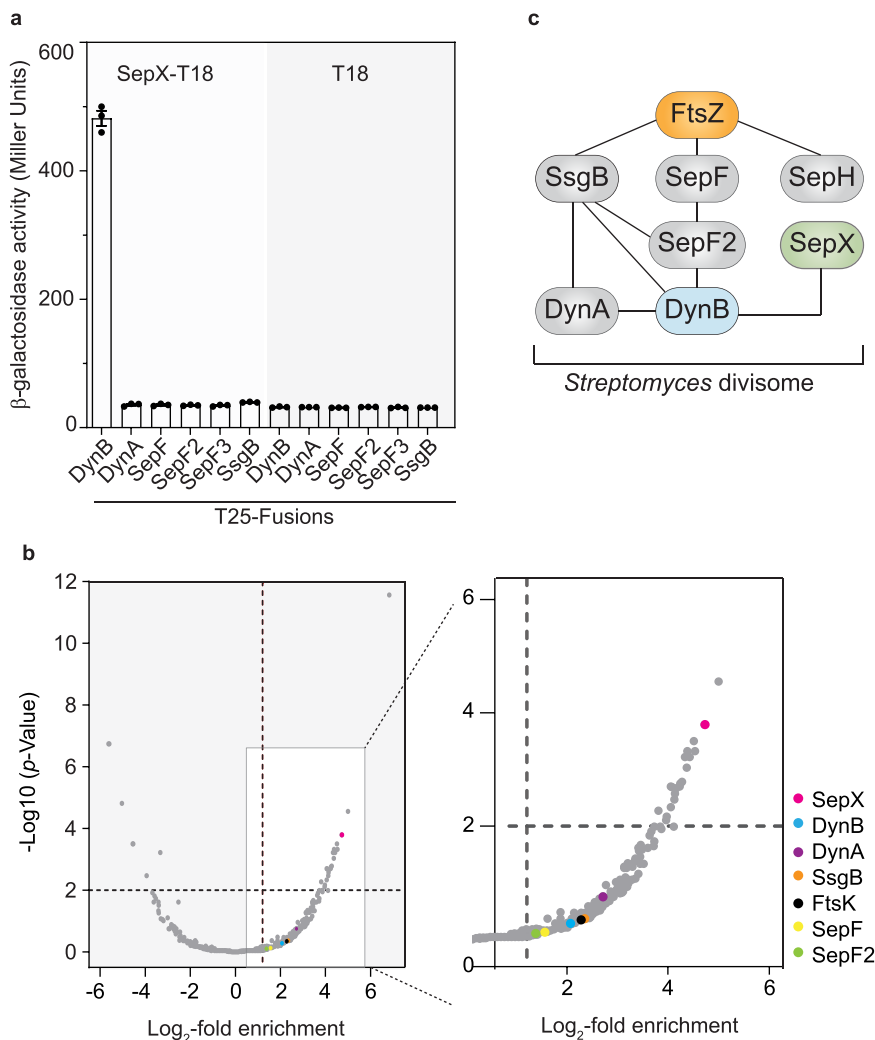 a
β-galactosidase activity (Miller Units)
600
400
200
0
SepX-T18
T18
DynB
DynA
SepF
SepF2
SepF3
SsgB
DynB
DynA
SepF
SepF2
SepF3
SsgB
T25-Fusions
c
FtsZ
SsgB
SepF
SepH
SepF2
SepX
DynA
DynB
Streptomyces divisome
b
-Log10 (p-Value)
12
10
8
6
4
2
0
-6
-4
-2
0
2
4
6
Log2-fold enrichment
6
4
2
0
2
4
6
Log2-fold enrichment
SepX
DynB
DynA
SsgB
FtsK
SepF
SepF2